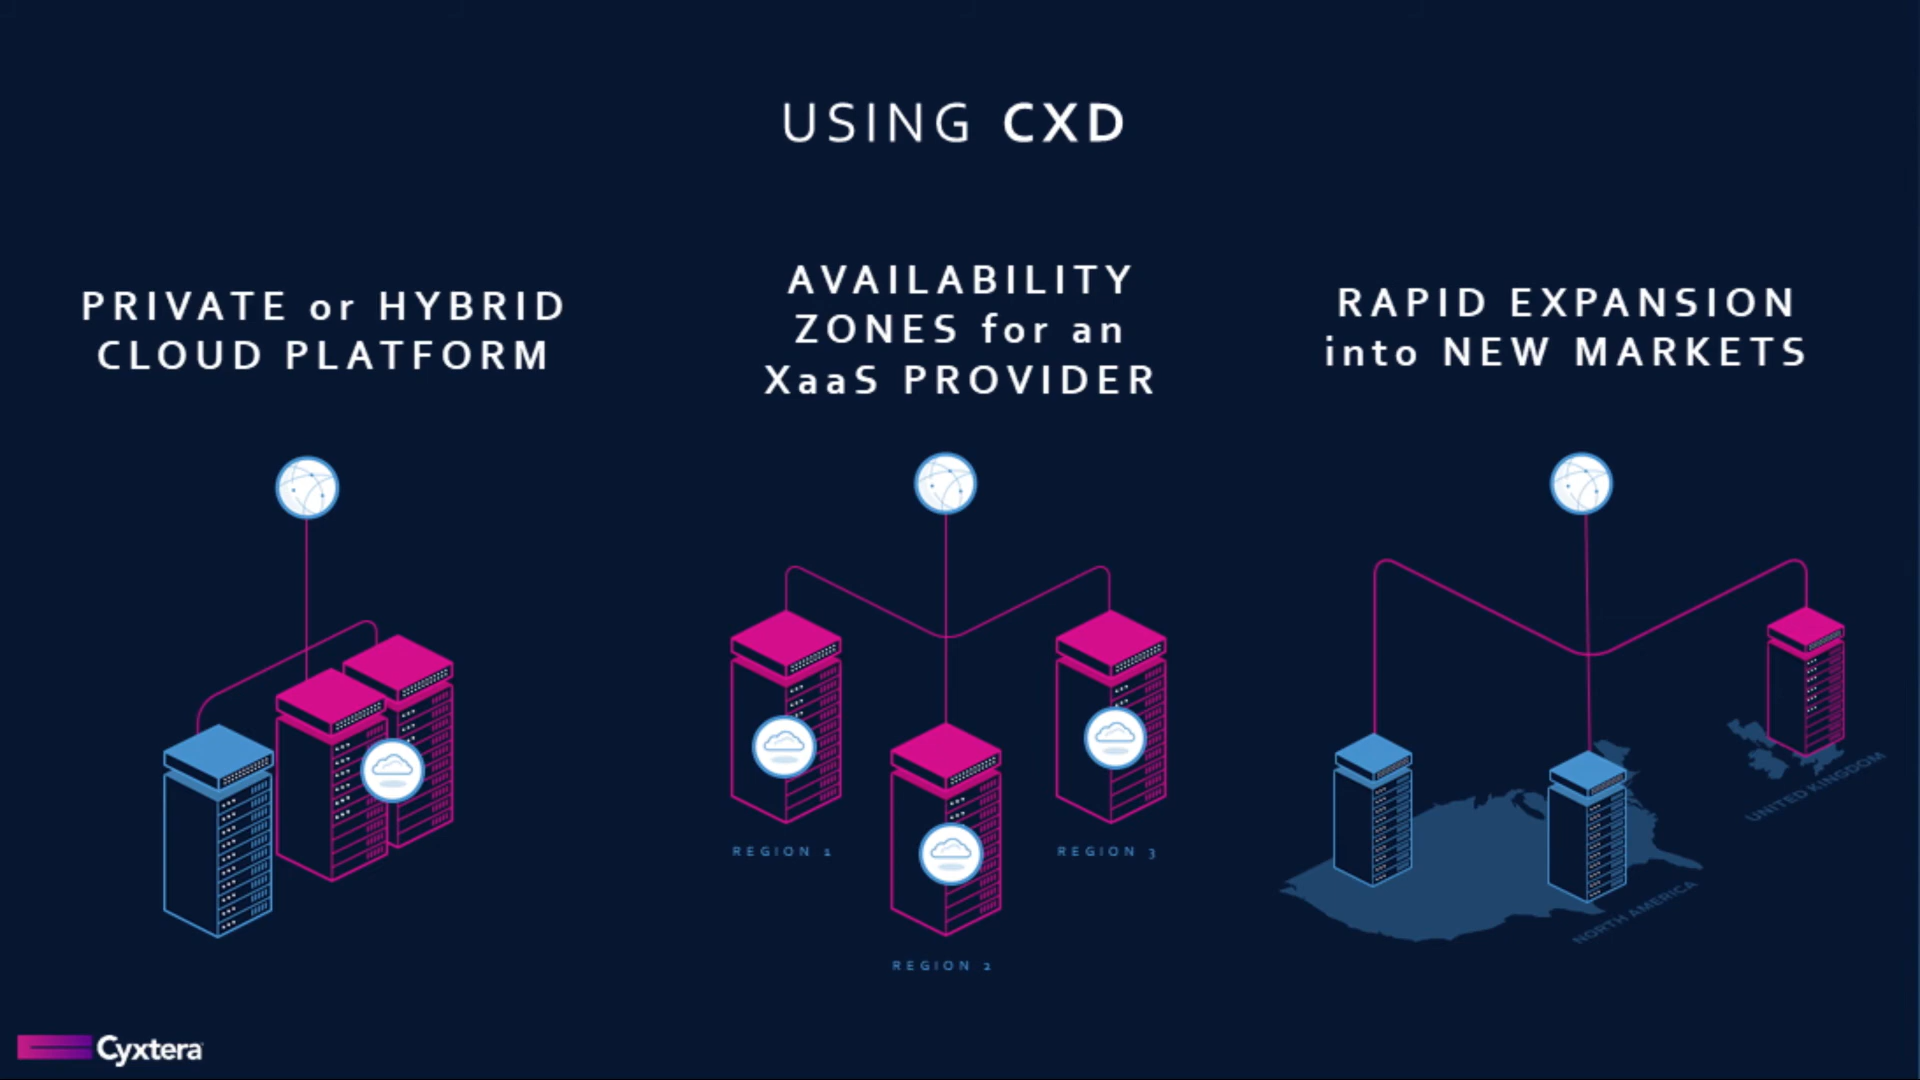 USING CXD
PRIVATE or HYBRID
CLOUD PLATFORM
AVAILABILITY
ZONES for an
XaaS PROVIDER
RAPID EXPANSION
into NEW MARKETS
REGION 1
REGION 2
REGION 3
NORTH AMERICA
UNITED KINGDOM
Cyxtera